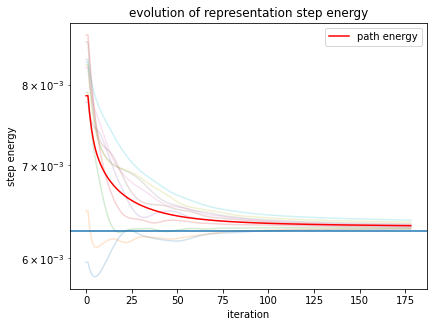 evolution of representation step energy
path energy
8 × 10⁻³
7 × 10⁻³
6 × 10⁻³
step energy
0 25 50 75 100 125 150 175
iteration